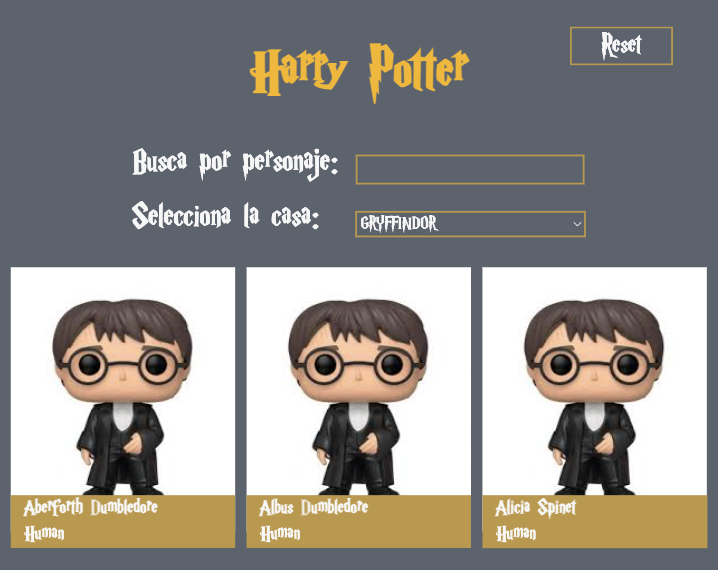 Reset
Harry Potter
Busca por personaje:
Selecciona la casa:
GRYFFINDOR
Aberforth Dumbledore
Human
Albus Dumbledore
Human
Alicia Spinet
Human